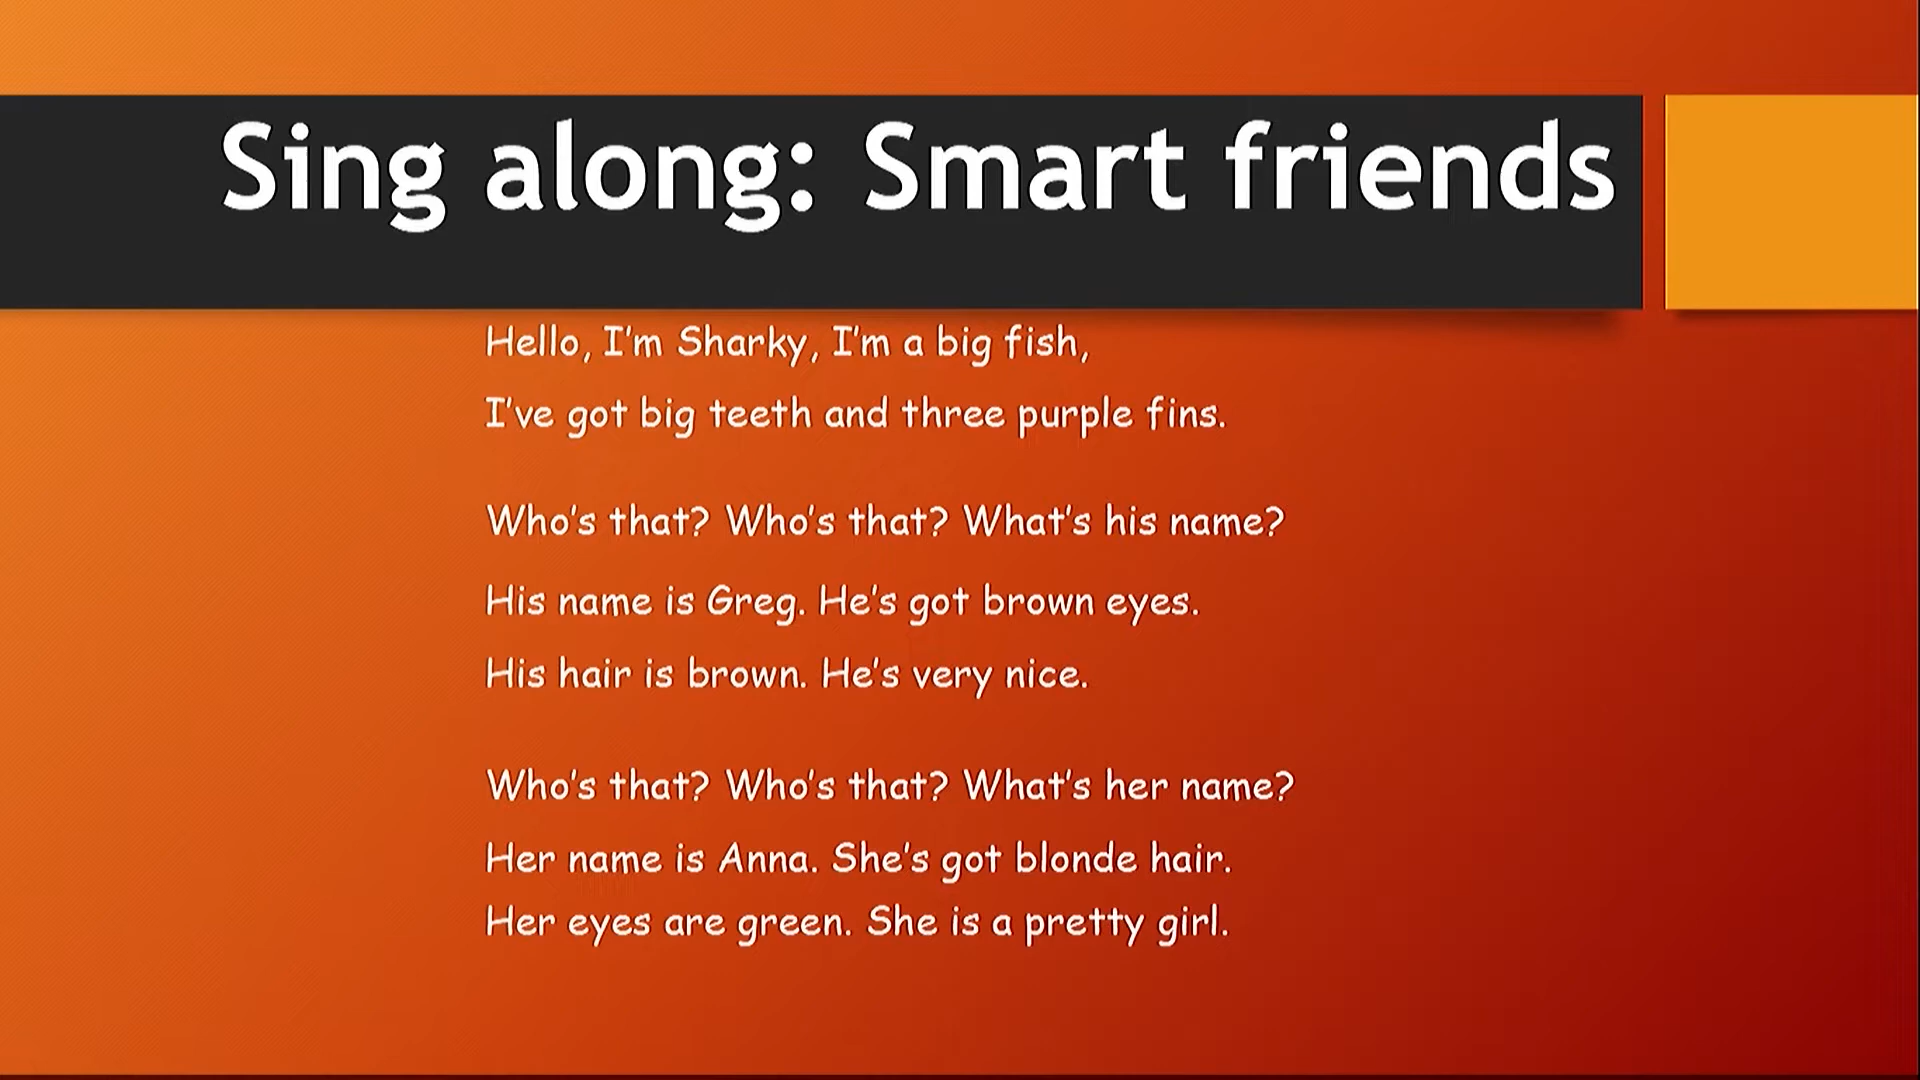 Sing along: Smart friends
Hello, I’m Sharky, I’m a big fish,
I’ve got big teeth and three purple fins.
Who’s that? Who’s that? What’s his name?
His name is Greg. He’s got brown eyes.
His hair is brown. He’s very nice.
Who’s that? Who’s that? What’s her name?
Her name is Anna. She’s got blonde hair.
Her eyes are green. She is a pretty girl.